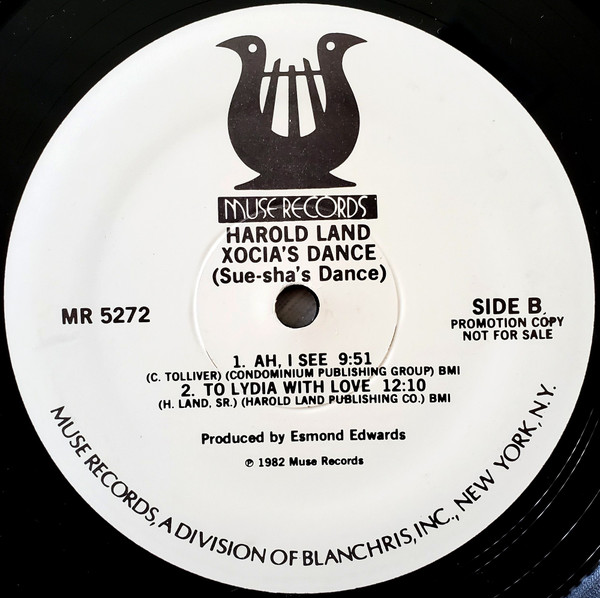 MUSE RECORDS
HAROLD LAND
XOCIA'S DANCE
(Sue-sha's Dance)
MR 5272
SIDE B
PROMOTION COPY
NOT FOR SALE
1. AH, I SEE 9:51
(C. TOLLIVER) (CONDOMINIUM PUBLISHING GROUP) BMI
2. TO LYDIA WITH LOVE 12:10
(H. LAND, SR.) (HAROLD LAND PUBLISHING CO.) BMI
Produced by Esmond Edwards
℗ 1982 Muse Records
MUSE RECORDS, A DIVISION OF BLANCHRIS, INC., NEW YORK, N.Y.